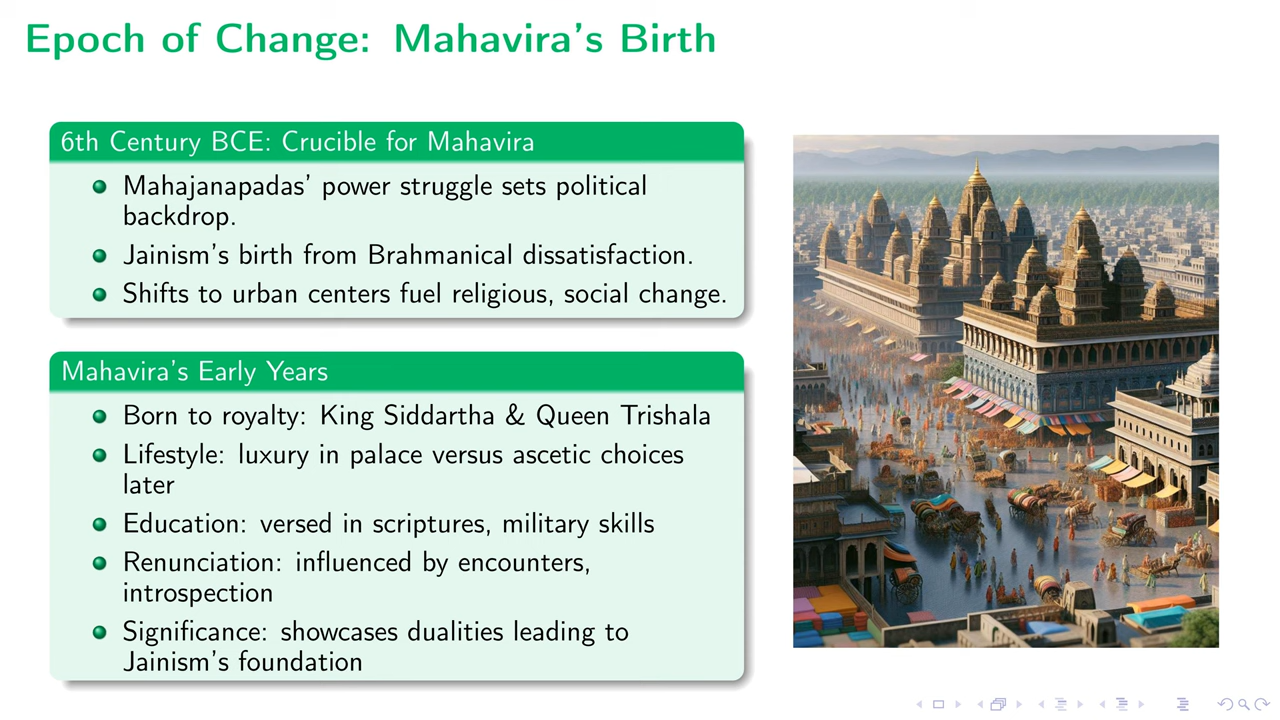 Epoch of Change: Mahavira's Birth
6th Century BCE: Crucible for Mahavira
Mahajanapadas' power struggle sets political
backdrop.
Jainism's birth from Brahmanical dissatisfaction.
Shifts to urban centers fuel religious, social change.
Mahavira's Early Years
Born to royalty: King Siddartha & Queen Trishala
Lifestyle: luxury in palace versus ascetic choices
later
Education: versed in scriptures, military skills
Renunciation: influenced by encounters,
introspection
Significance: showcases dualities leading to
Jainism's foundation